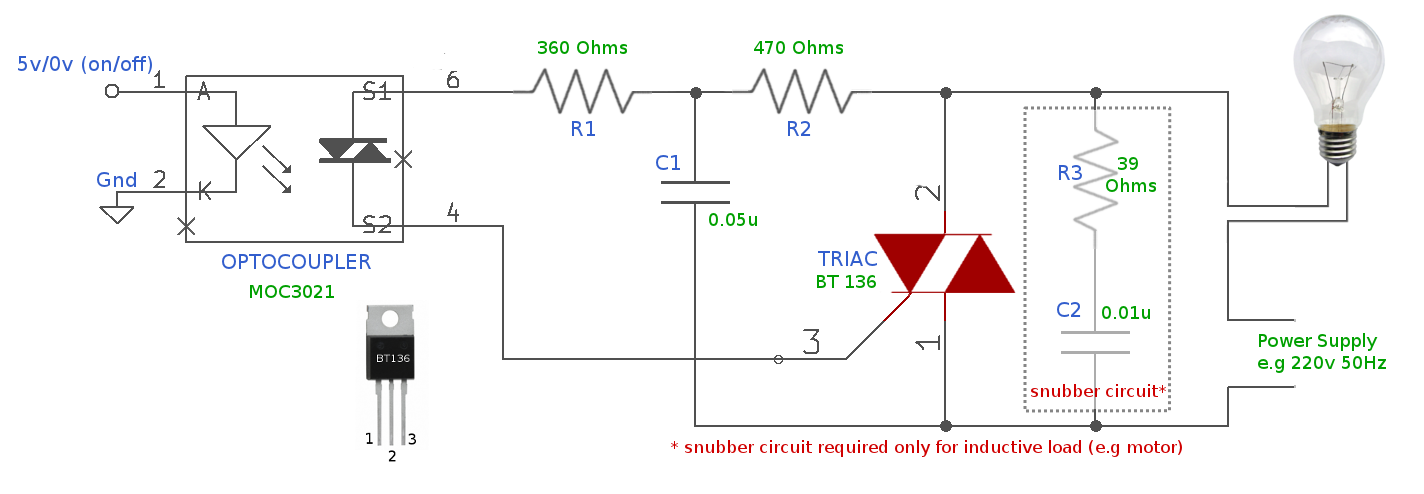 360 Ohms
470 Ohms
5v/0v (on/off)
1
A
S1
6
R1
R2
C1
R3
39
Ohms
Gnd
2
K
S2
4
0.05u
2
OPTOCOUPLER
MOC3021
TRIAC
BT 136
C2
0.01u
3
1
Power Supply
e.g 220v 50Hz
BT136
snubber circuit*
1
3
2
* snubber circuit required only for inductive load (e.g motor)